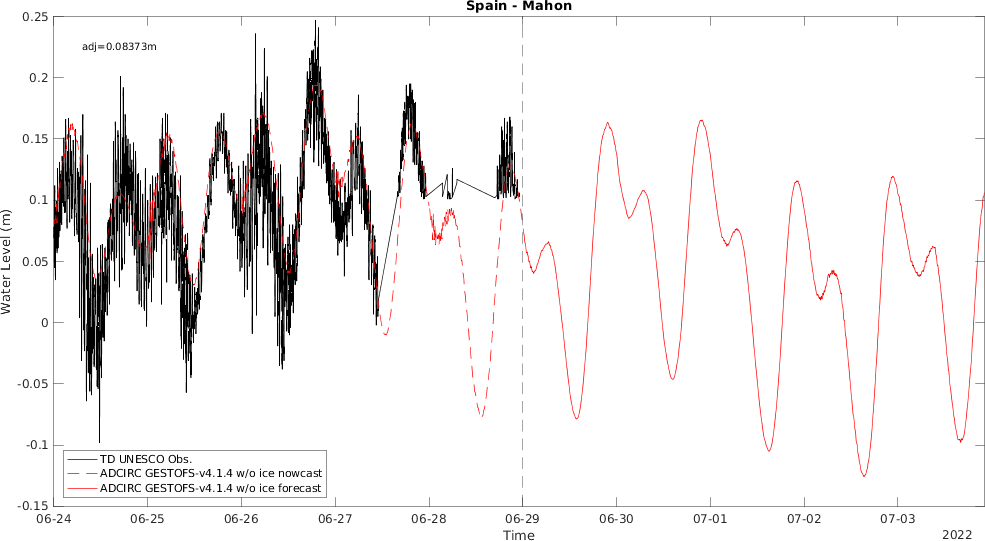 Spain - Mahon
0.25
adj=0.08373m
0.2
0.15
0.1
0.05
0
-0.05
-0.1
-0.15
Water Level (m)
TD UNESCO Obs.
ADCIRC GESTOFS-v4.1.4 w/o ice nowcast
ADCIRC GESTOFS-v4.1.4 w/o ice forecast
06-24 06-25 06-26 06-27 06-28 06-29 06-30 07-01 07-02 07-03
Time
2022